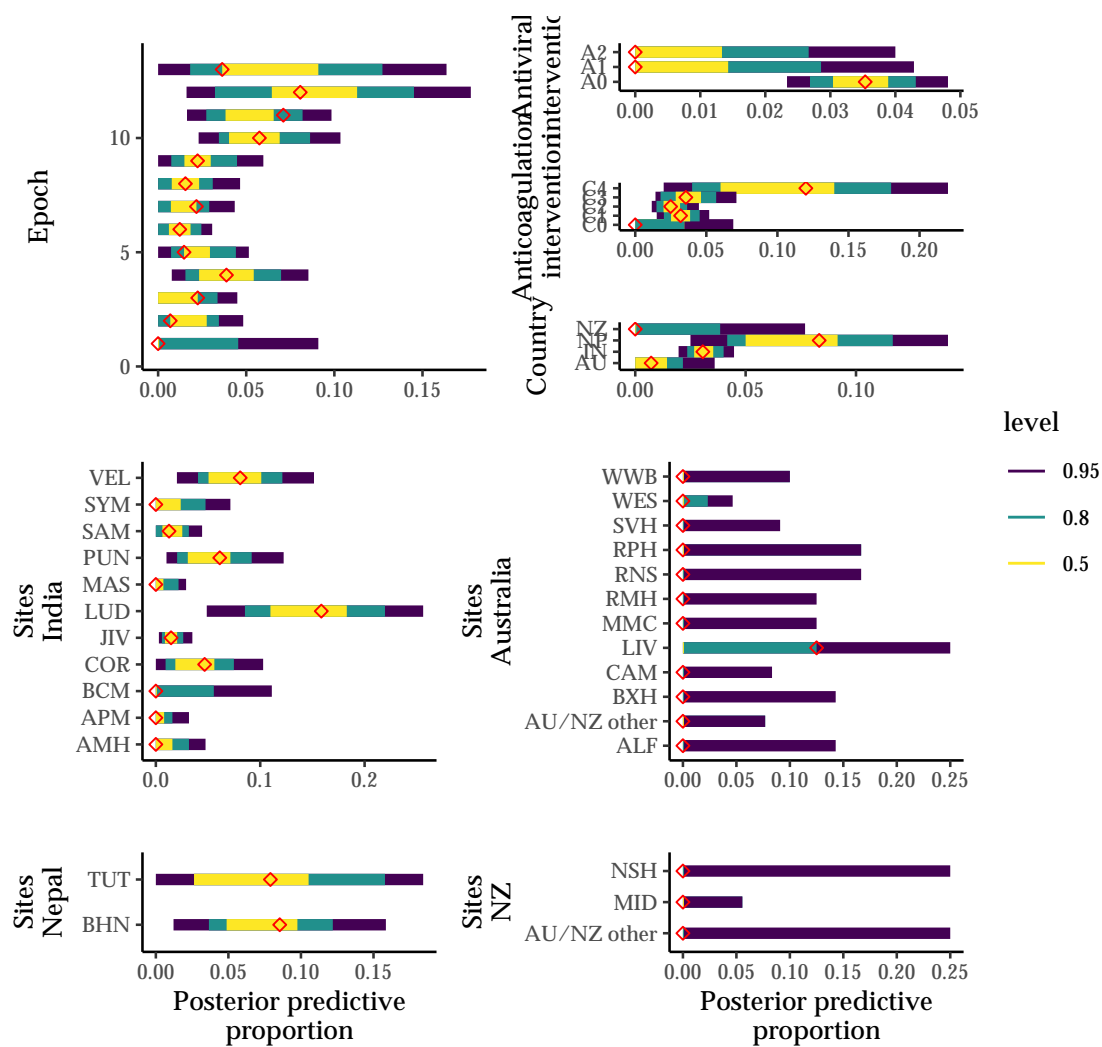 Epoch
10
5
0
0.00 0.05 0.10 0.15
Antiviral
intervention
A2
A1
A0
0.00 0.01 0.02 0.03 0.04 0.05
Anticoagulation
intervention
C4
C3
C2
C1
C0
0.00 0.05 0.10 0.15 0.20
Country
NZ
NP
IN
AU
0.00 0.05 0.10
Sites
India
VEL
SYM
SAM
PUN
MAS
LUD
JIV
COR
BCM
APM
AMH
0.0 0.1 0.2
Sites
Australia
WWB
WES
SVH
RPH
RNS
RMH
MMC
LIV
CAM
BXH
AU/NZ other
ALF
0.00 0.05 0.10 0.15 0.20 0.25
level
0.95
0.8
0.5
Sites
Nepal
TUT
BHN
0.00 0.05 0.10 0.15
Posterior predictive
proportion
Sites
NZ
NSH
MID
AU/NZ other
0.00 0.05 0.10 0.15 0.20 0.25
Posterior predictive
proportion